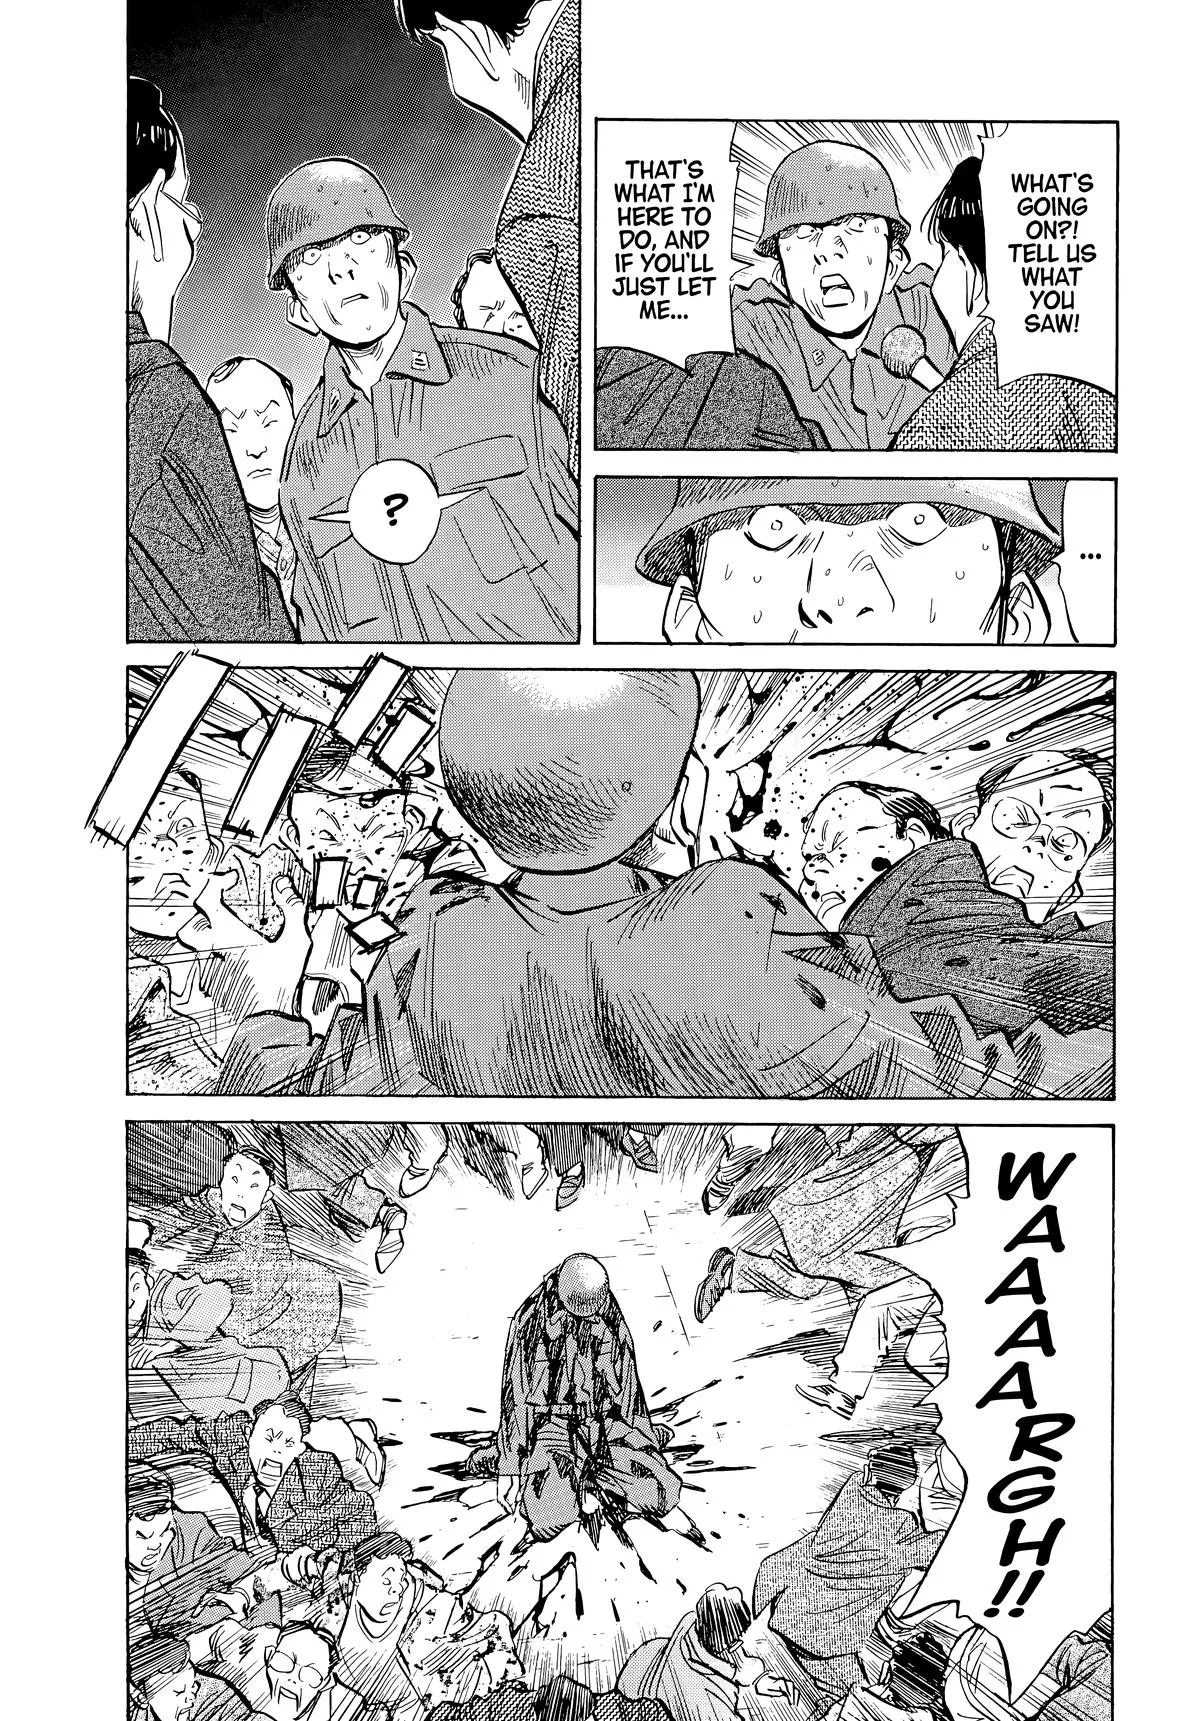 WHAT'S
GOING
ON?!
TELL US
WHAT
YOU
SAW!
THAT'S
WHAT I'M
HERE TO
DO, AND
IF YOU'LL
JUST LET
ME...
...
?
WAAAARGH!!